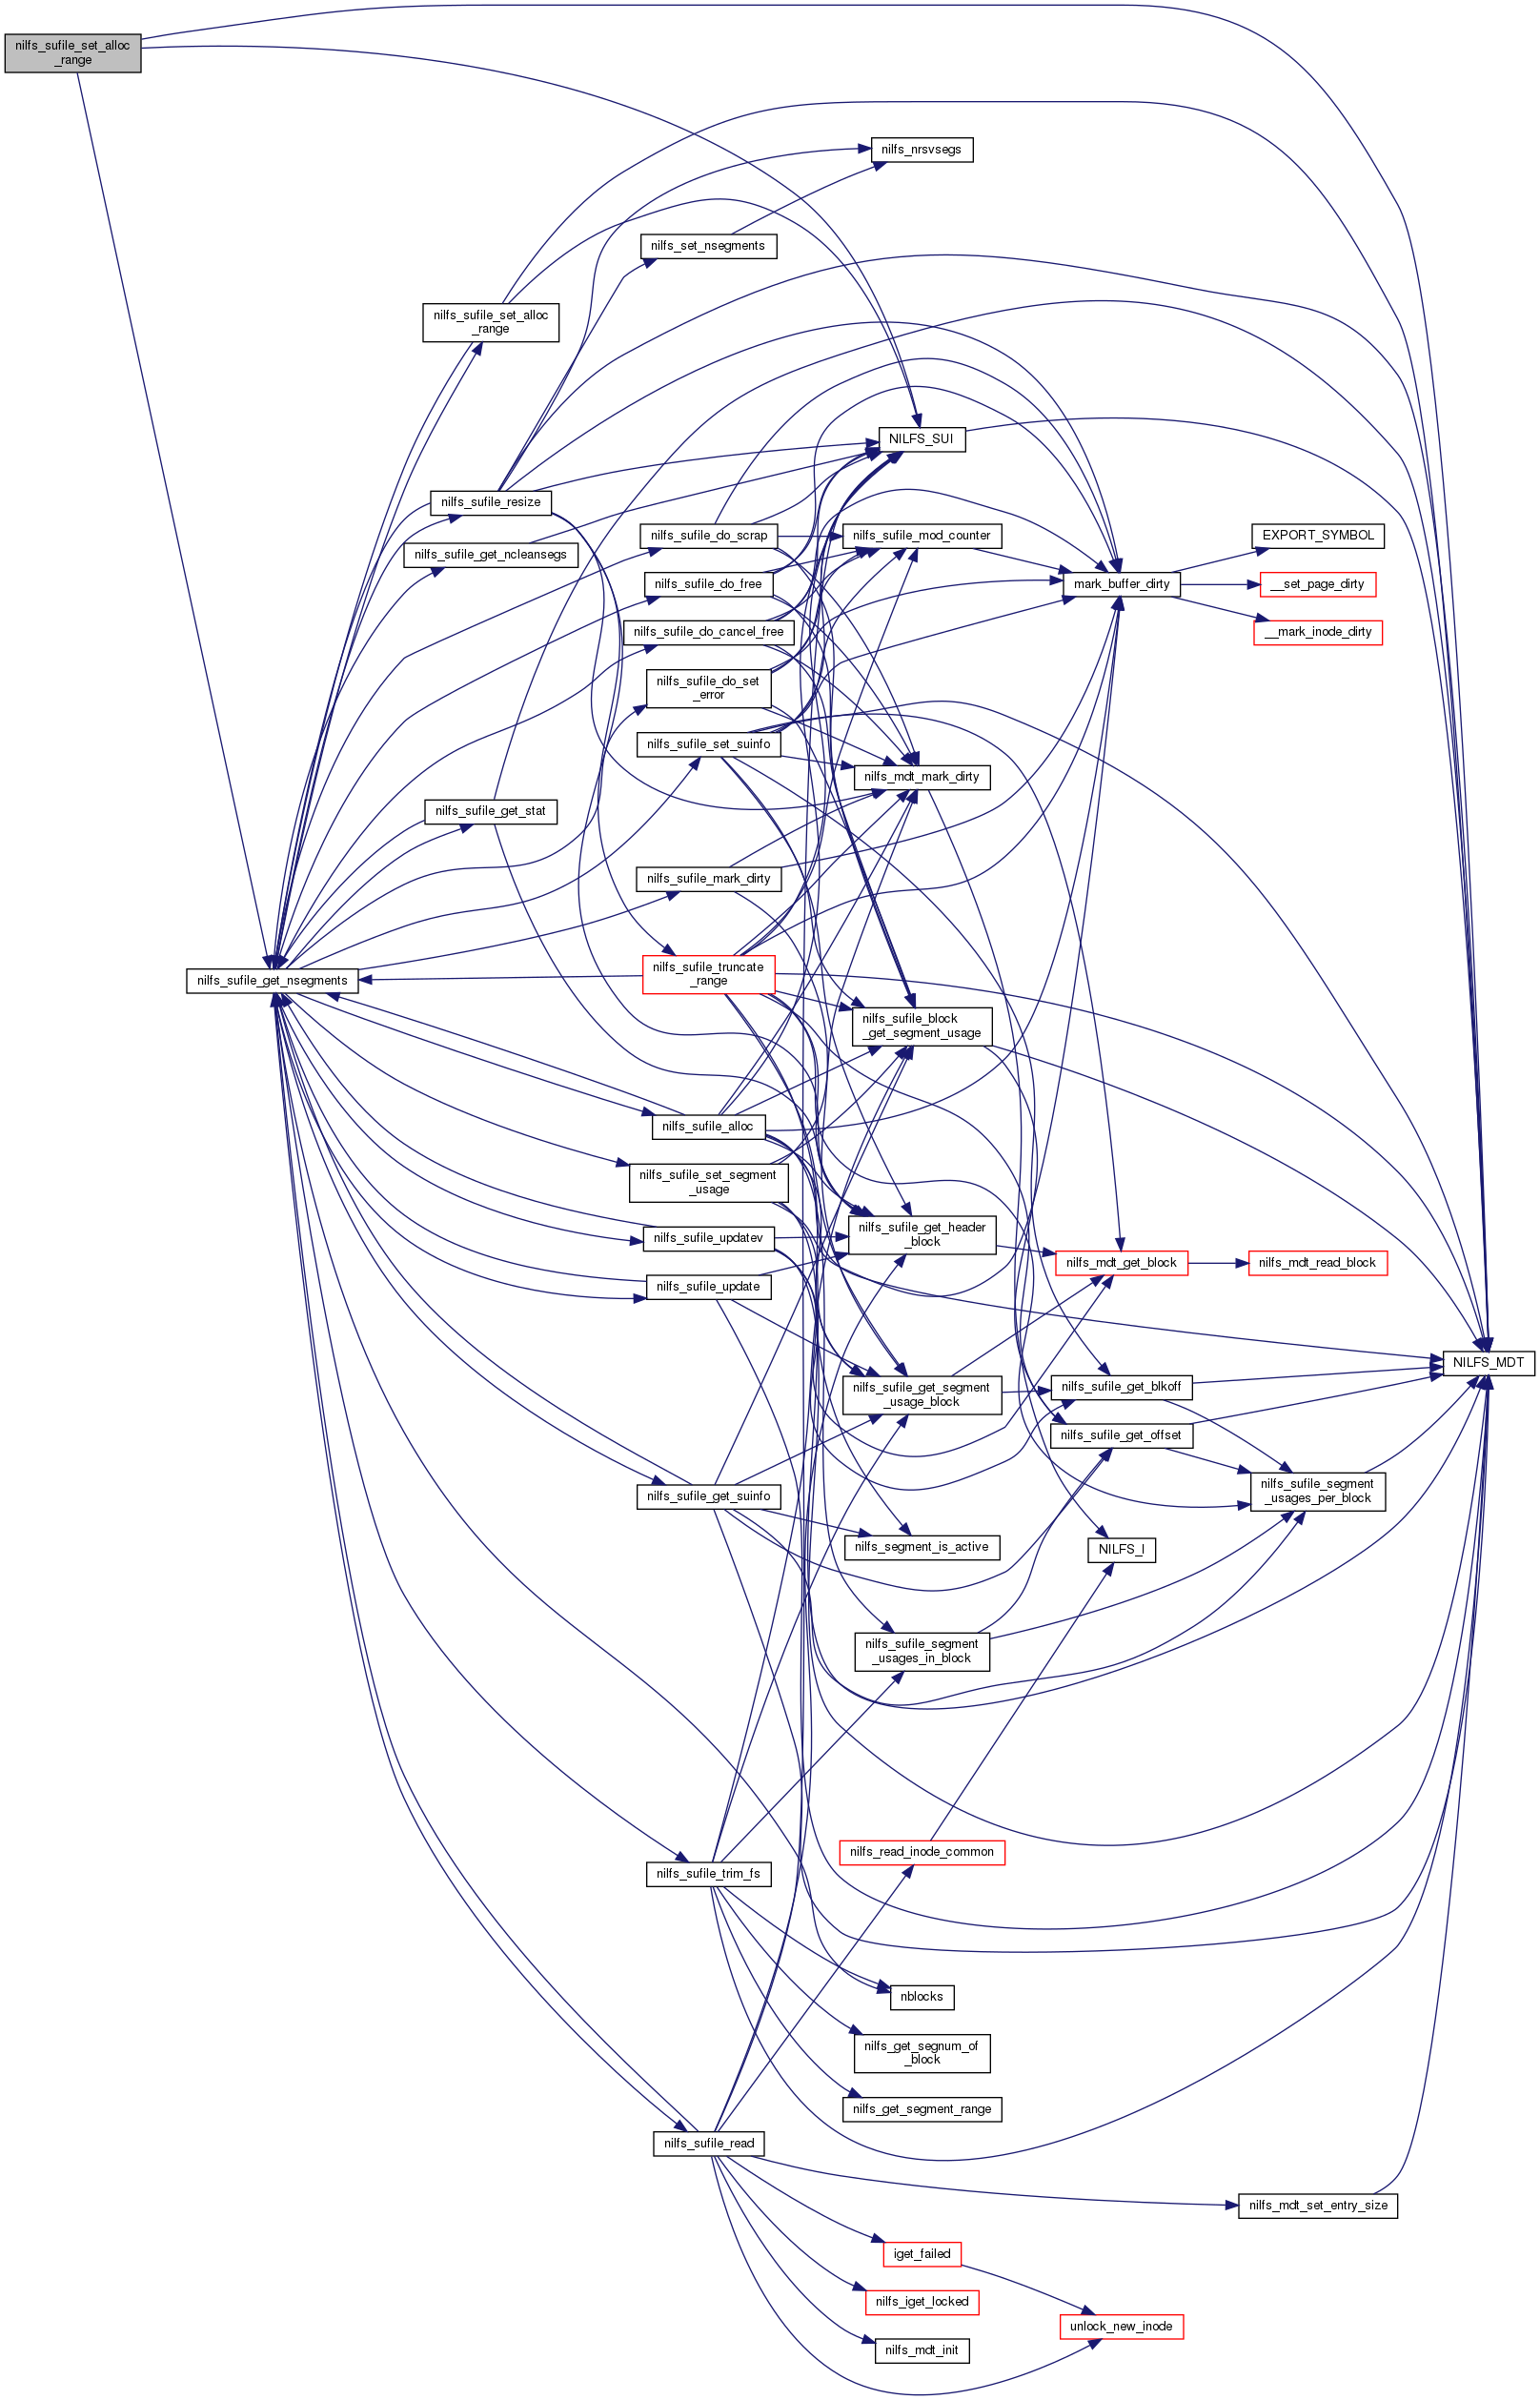 nilfs_sufile_set_alloc
_range
nilfs_nrsvsegs
nilfs_set_nsegments
nilfs_sufile_set_alloc
_range
NILFS_SUI
nilfs_sufile_resize
nilfs_sufile_do_scrap
nilfs_sufile_mod_counter
EXPORT_SYMBOL
nilfs_sufile_get_ncleansegs
nilfs_sufile_do_free
mark_buffer_dirty
__set_page_dirty
nilfs_sufile_do_cancel_free
__mark_inode_dirty
nilfs_sufile_do_set
_error
nilfs_sufile_set_suinfo
nilfs_mdt_mark_dirty
nilfs_sufile_get_stat
nilfs_sufile_mark_dirty
nilfs_sufile_get_nsegments
nilfs_sufile_truncate
_range
nilfs_sufile_block
_get_segment_usage
nilfs_sufile_alloc
nilfs_sufile_set_segment
_usage
nilfs_sufile_updatev
nilfs_sufile_get_header
_block
nilfs_mdt_get_block
nilfs_mdt_read_block
nilfs_sufile_update
NILFS_MDT
nilfs_sufile_get_segment
_usage_block
nilfs_sufile_get_blkoff
nilfs_sufile_get_offset
nilfs_sufile_get_suinfo
nilfs_sufile_segment
_usages_per_block
nilfs_segment_is_active
NILFS_I
nilfs_sufile_segment
_usages_in_block
nilfs_read_inode_common
nilfs_sufile_trim_fs
nblocks
nilfs_get_segnum_of
_block
nilfs_get_segment_range
nilfs_sufile_read
nilfs_mdt_set_entry_size
iget_failed
nilfs_iget_locked
unlock_new_inode
nilfs_mdt_init